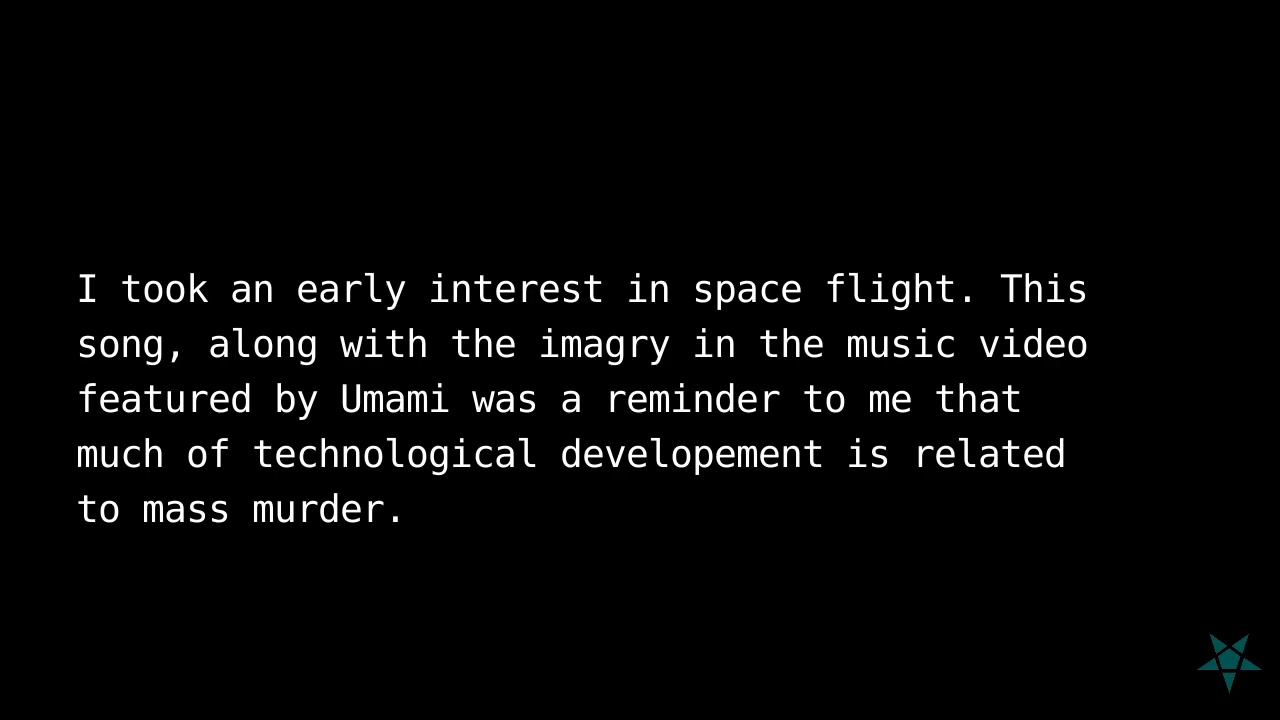 I took an early interest in space flight. This
song, along with the imagry in the music video
featured by Umami was a reminder to me that
much of technological developement is related
to mass murder.